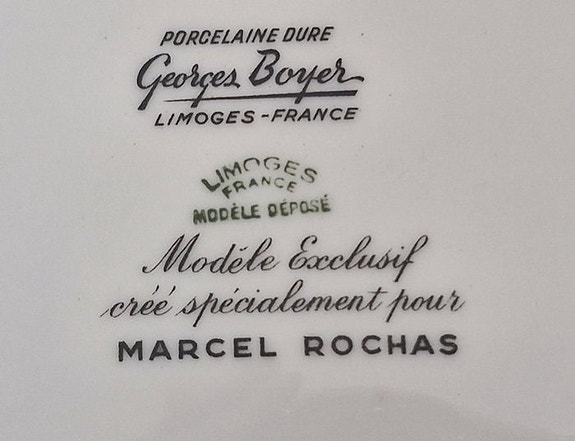 PORCELAINE DURE
Georges Boyer
LIMOGES-FRANCE
LIMOGES
FRANCE
MODÈLE DÉPOSÉ
Modèle Exclusif
créé spécialement pour
MARCEL ROCHAS